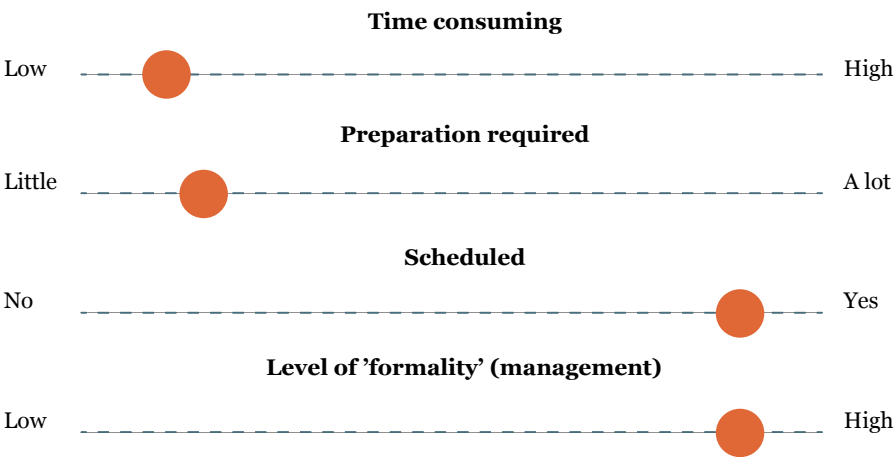 Time consuming
Low High
Preparation required
Little A lot
Scheduled
No Yes
Level of ’formality’ (management)
Low High